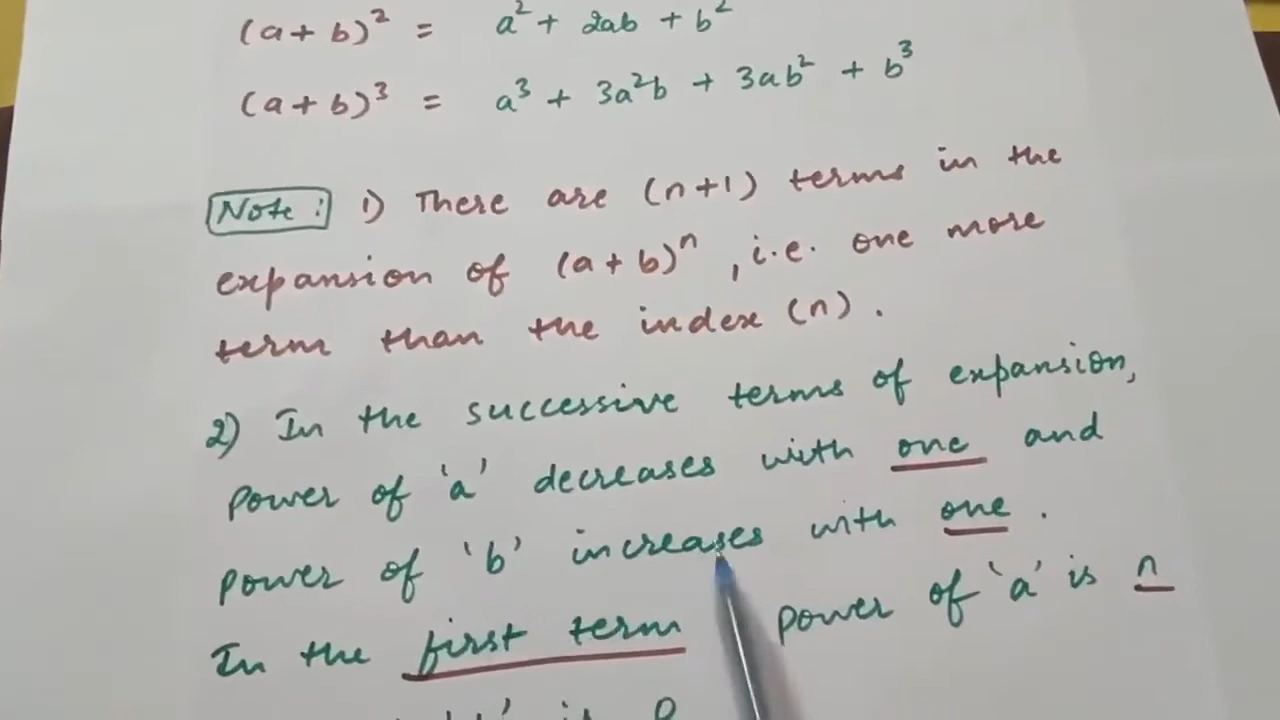 (a + b)² = a² + 2ab + b²
(a + b)³ = a³ + 3a²b + 3ab² + b³
Note: 1) There are (n+1) terms in the
expansion of (a + b)ⁿ, i.e. one more
term than the index (n).
2) In the successive terms of expansion,
power of 'a' decreases with one and
power of 'b' increases with one.
In the first term power of 'a' is n
is 0